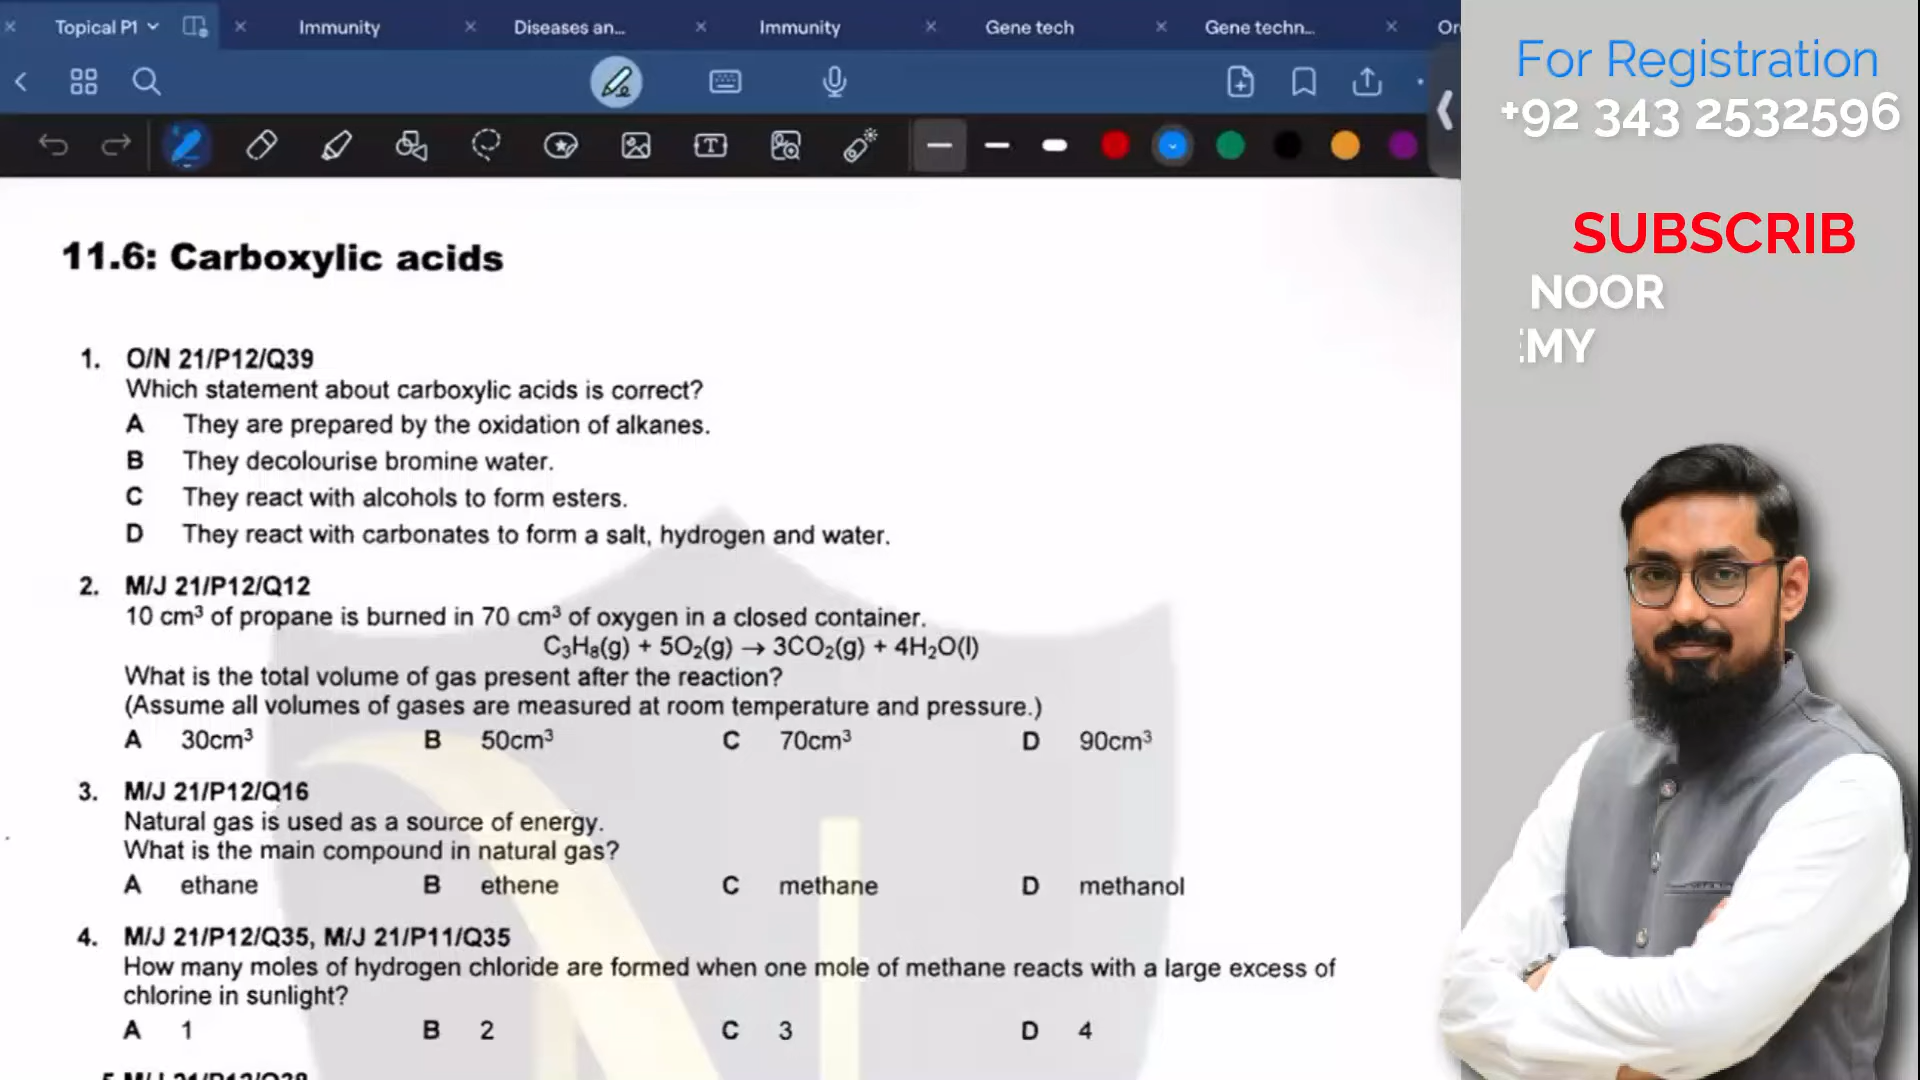 Topical P1 Immunity Diseases an... Immunity Gene tech Gene techn... Or
For Registration
+92 343 2532596
SUBSCRIB
NOOR
EMY
11.6: Carboxylic acids
1. O/N 21/P12/Q39
Which statement about carboxylic acids is correct?
A They are prepared by the oxidation of alkanes.
B They decolourise bromine water.
C They react with alcohols to form esters.
D They react with carbonates to form a salt, hydrogen and water.
2. M/J 21/P12/Q12
10 cm³ of propane is burned in 70 cm³ of oxygen in a closed container.
C₃H₈(g) + 5O₂(g) → 3CO₂(g) + 4H₂O(l)
What is the total volume of gas present after the reaction?
(Assume all volumes of gases are measured at room temperature and pressure.)
A 30cm³ B 50cm³ C 70cm³ D 90cm³
3. M/J 21/P12/Q16
Natural gas is used as a source of energy.
What is the main compound in natural gas?
A ethane B ethene C methane D methanol
4. M/J 21/P12/Q35, M/J 21/P11/Q35
How many moles of hydrogen chloride are formed when one mole of methane reacts with a large excess of
chlorine in sunlight?
A 1 B 2 C 3 D 4